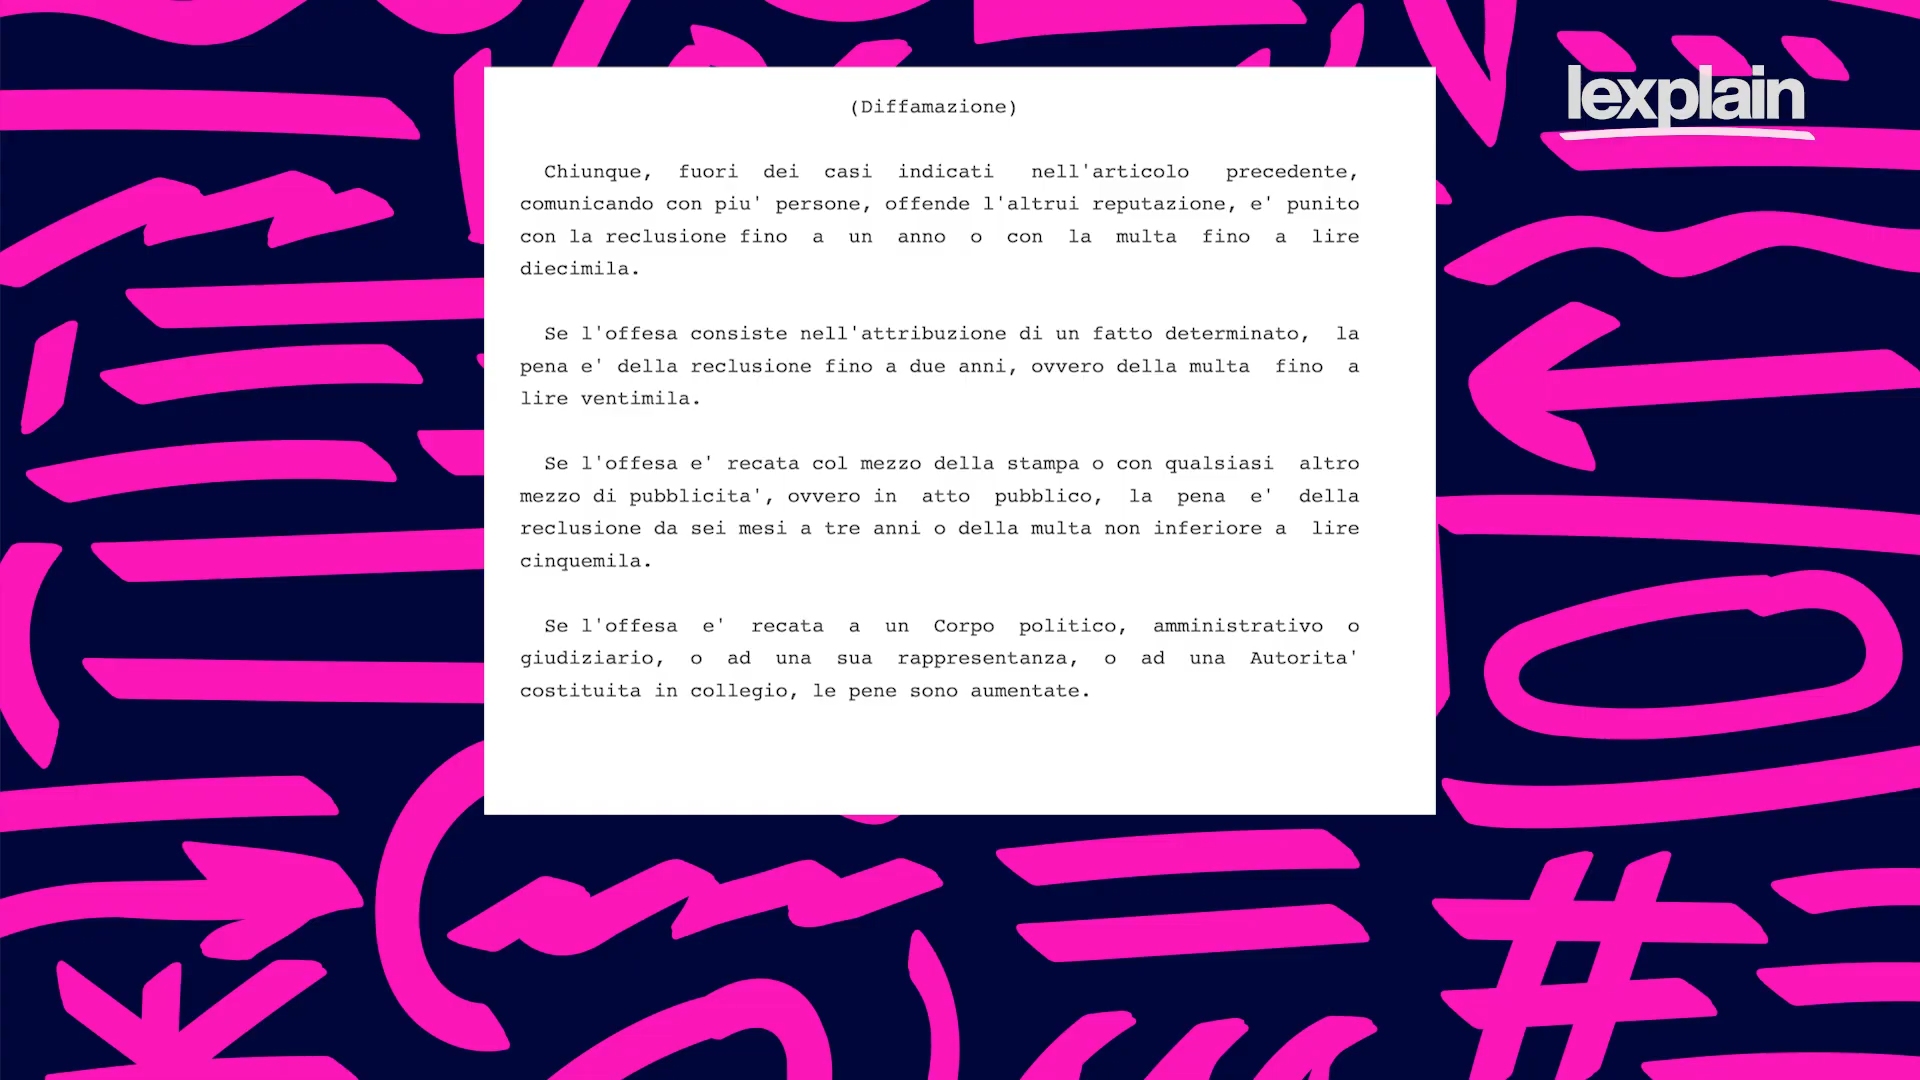 lexplain
(Diffamazione)
Chiunque, fuori dei casi indicati nell'articolo precedente,
comunicando con piu' persone, offende l'altrui reputazione, e' punito
con la reclusione fino a un anno o con la multa fino a lire
diecimila.
Se l'offesa consiste nell'attribuzione di un fatto determinato, la
pena e' della reclusione fino a due anni, ovvero della multa fino a
lire ventimila.
Se l'offesa e' recata col mezzo della stampa o con qualsiasi altro
mezzo di pubblicita', ovvero in atto pubblico, la pena e' della
reclusione da sei mesi a tre anni o della multa non inferiore a lire
cinquemila.
Se l'offesa e' recata a un Corpo politico, amministrativo o
giudiziario, o ad una sua rappresentanza, o ad una Autorita'
costituita in collegio, le pene sono aumentate.